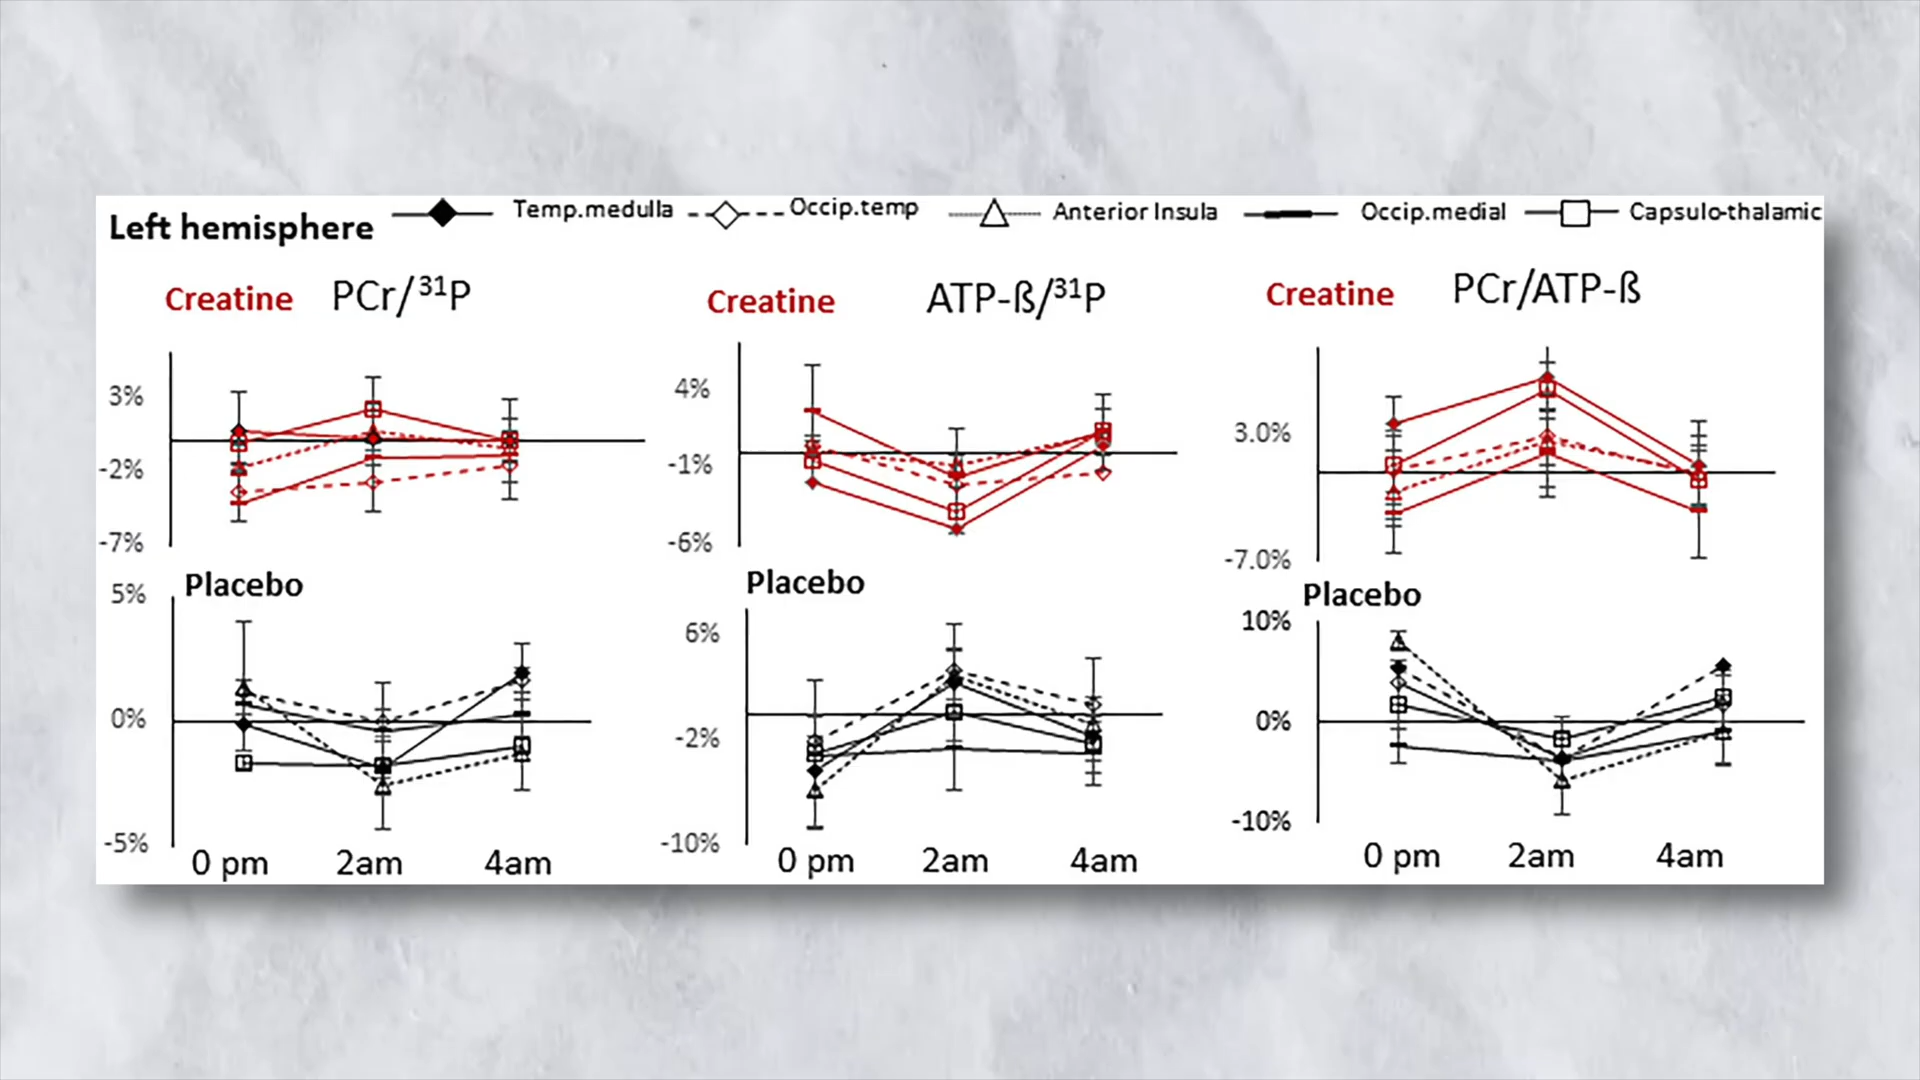 Left hemisphere Temp.medulla Occip.temp Anterior Insula Occip.medial Capsulo-thalamic
Creatine PCr/³¹P
3%
-2%
-7%
Creatine ATP-ß/³¹P
4%
-1%
-6%
Creatine PCr/ATP-ß
3.0%
-7.0%
Placebo
5%
0%
-5%
0 pm 2am 4am
Placebo
6%
-2%
-10%
0 pm 2am 4am
Placebo
10%
0%
-10%
0 pm 2am 4am